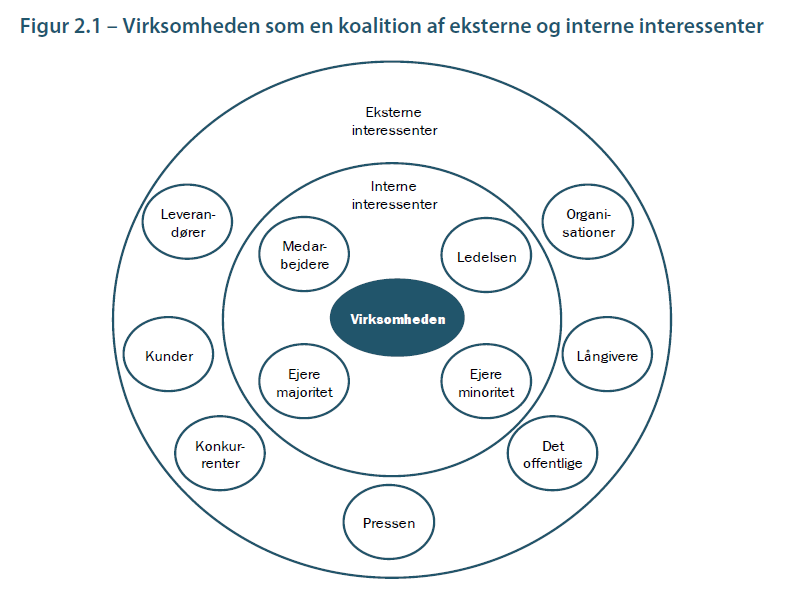 Figur 2.1 – Virksomheden som en koalition af eksterne og interne interessenter
Eksterne
interessenter
Interne
interessenter
Leveran-
dører
Organi-
sationer
Medar-
bejdere
Ledelsen
Virksomheden
Kunder
Långivere
Ejere
majoritet
Ejere
minoritet
Konkur-
renter
Det
offentlige
Pressen